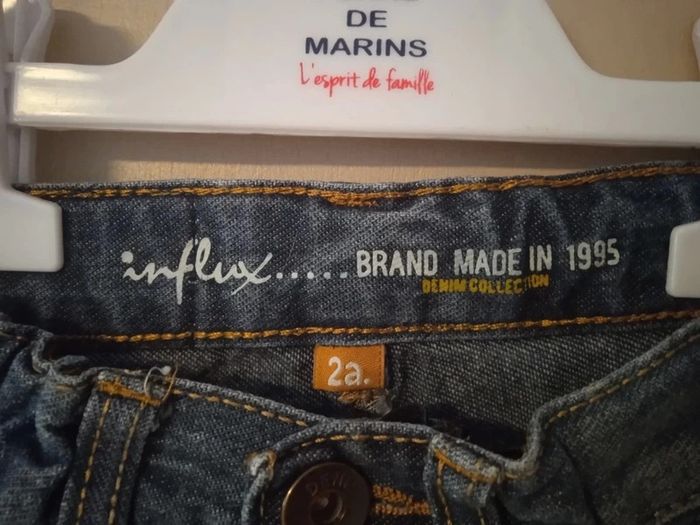 DE
MARINS
L'esprit de famille
influx.....BRAND MADE IN 1995
DENIM COLLECTION
2a.